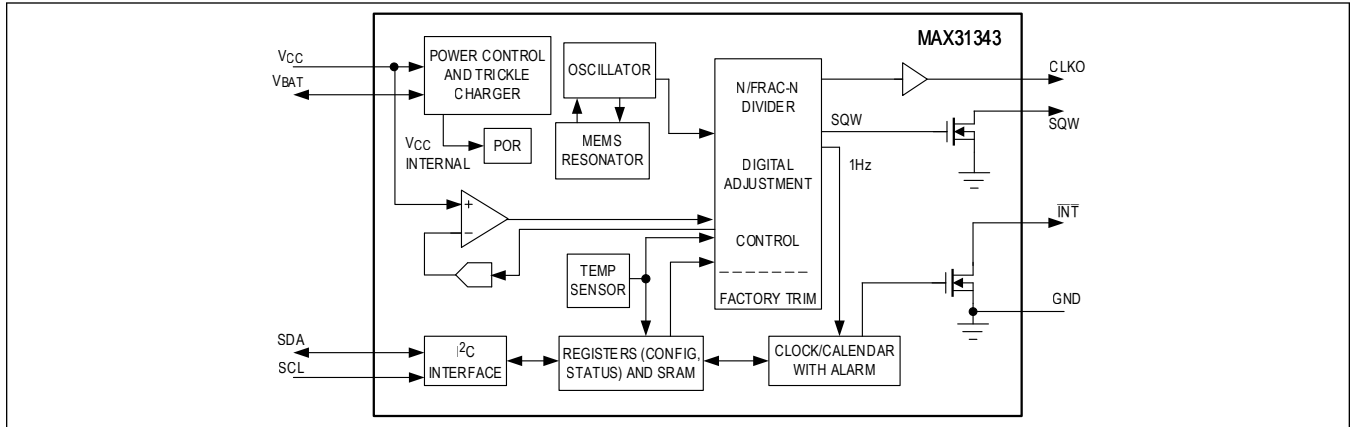 MAX31343
VCC
VBAT
POWER CONTROL
AND TRICKLE
CHARGER
VCC
INTERNAL
POR
OSCILLATOR
MEMS
RESONATOR
N/FRAC-N
DIVIDER
DIGITAL
ADJUSTMENT
CONTROL
FACTORY TRIM
CLKO
SQW
SQW
1Hz
INT
GND
+
−
TEMP
SENSOR
SDA
SCL
I2C
INTERFACE
REGISTERS (CONFIG,
STATUS) AND SRAM
CLOCK/CALENDAR
WITH ALARM